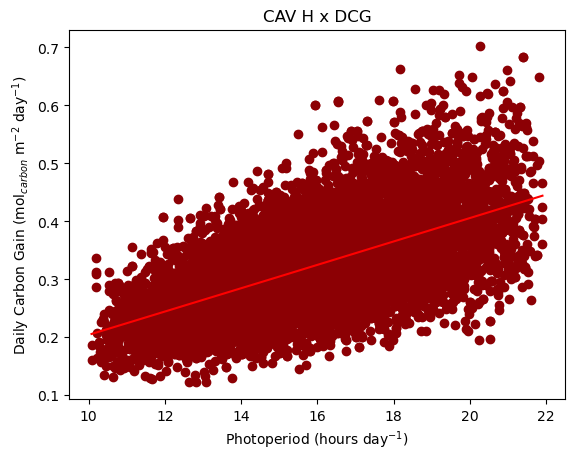 CAV H x DCG
Daily Carbon Gain (mol$_{carbon}$ m$^{-2}$ day$^{-1}$)
0.7
0.6
0.5
0.4
0.3
0.2
0.1
10 12 14 16 18 20 22
Photoperiod (hours day$^{-1}$)